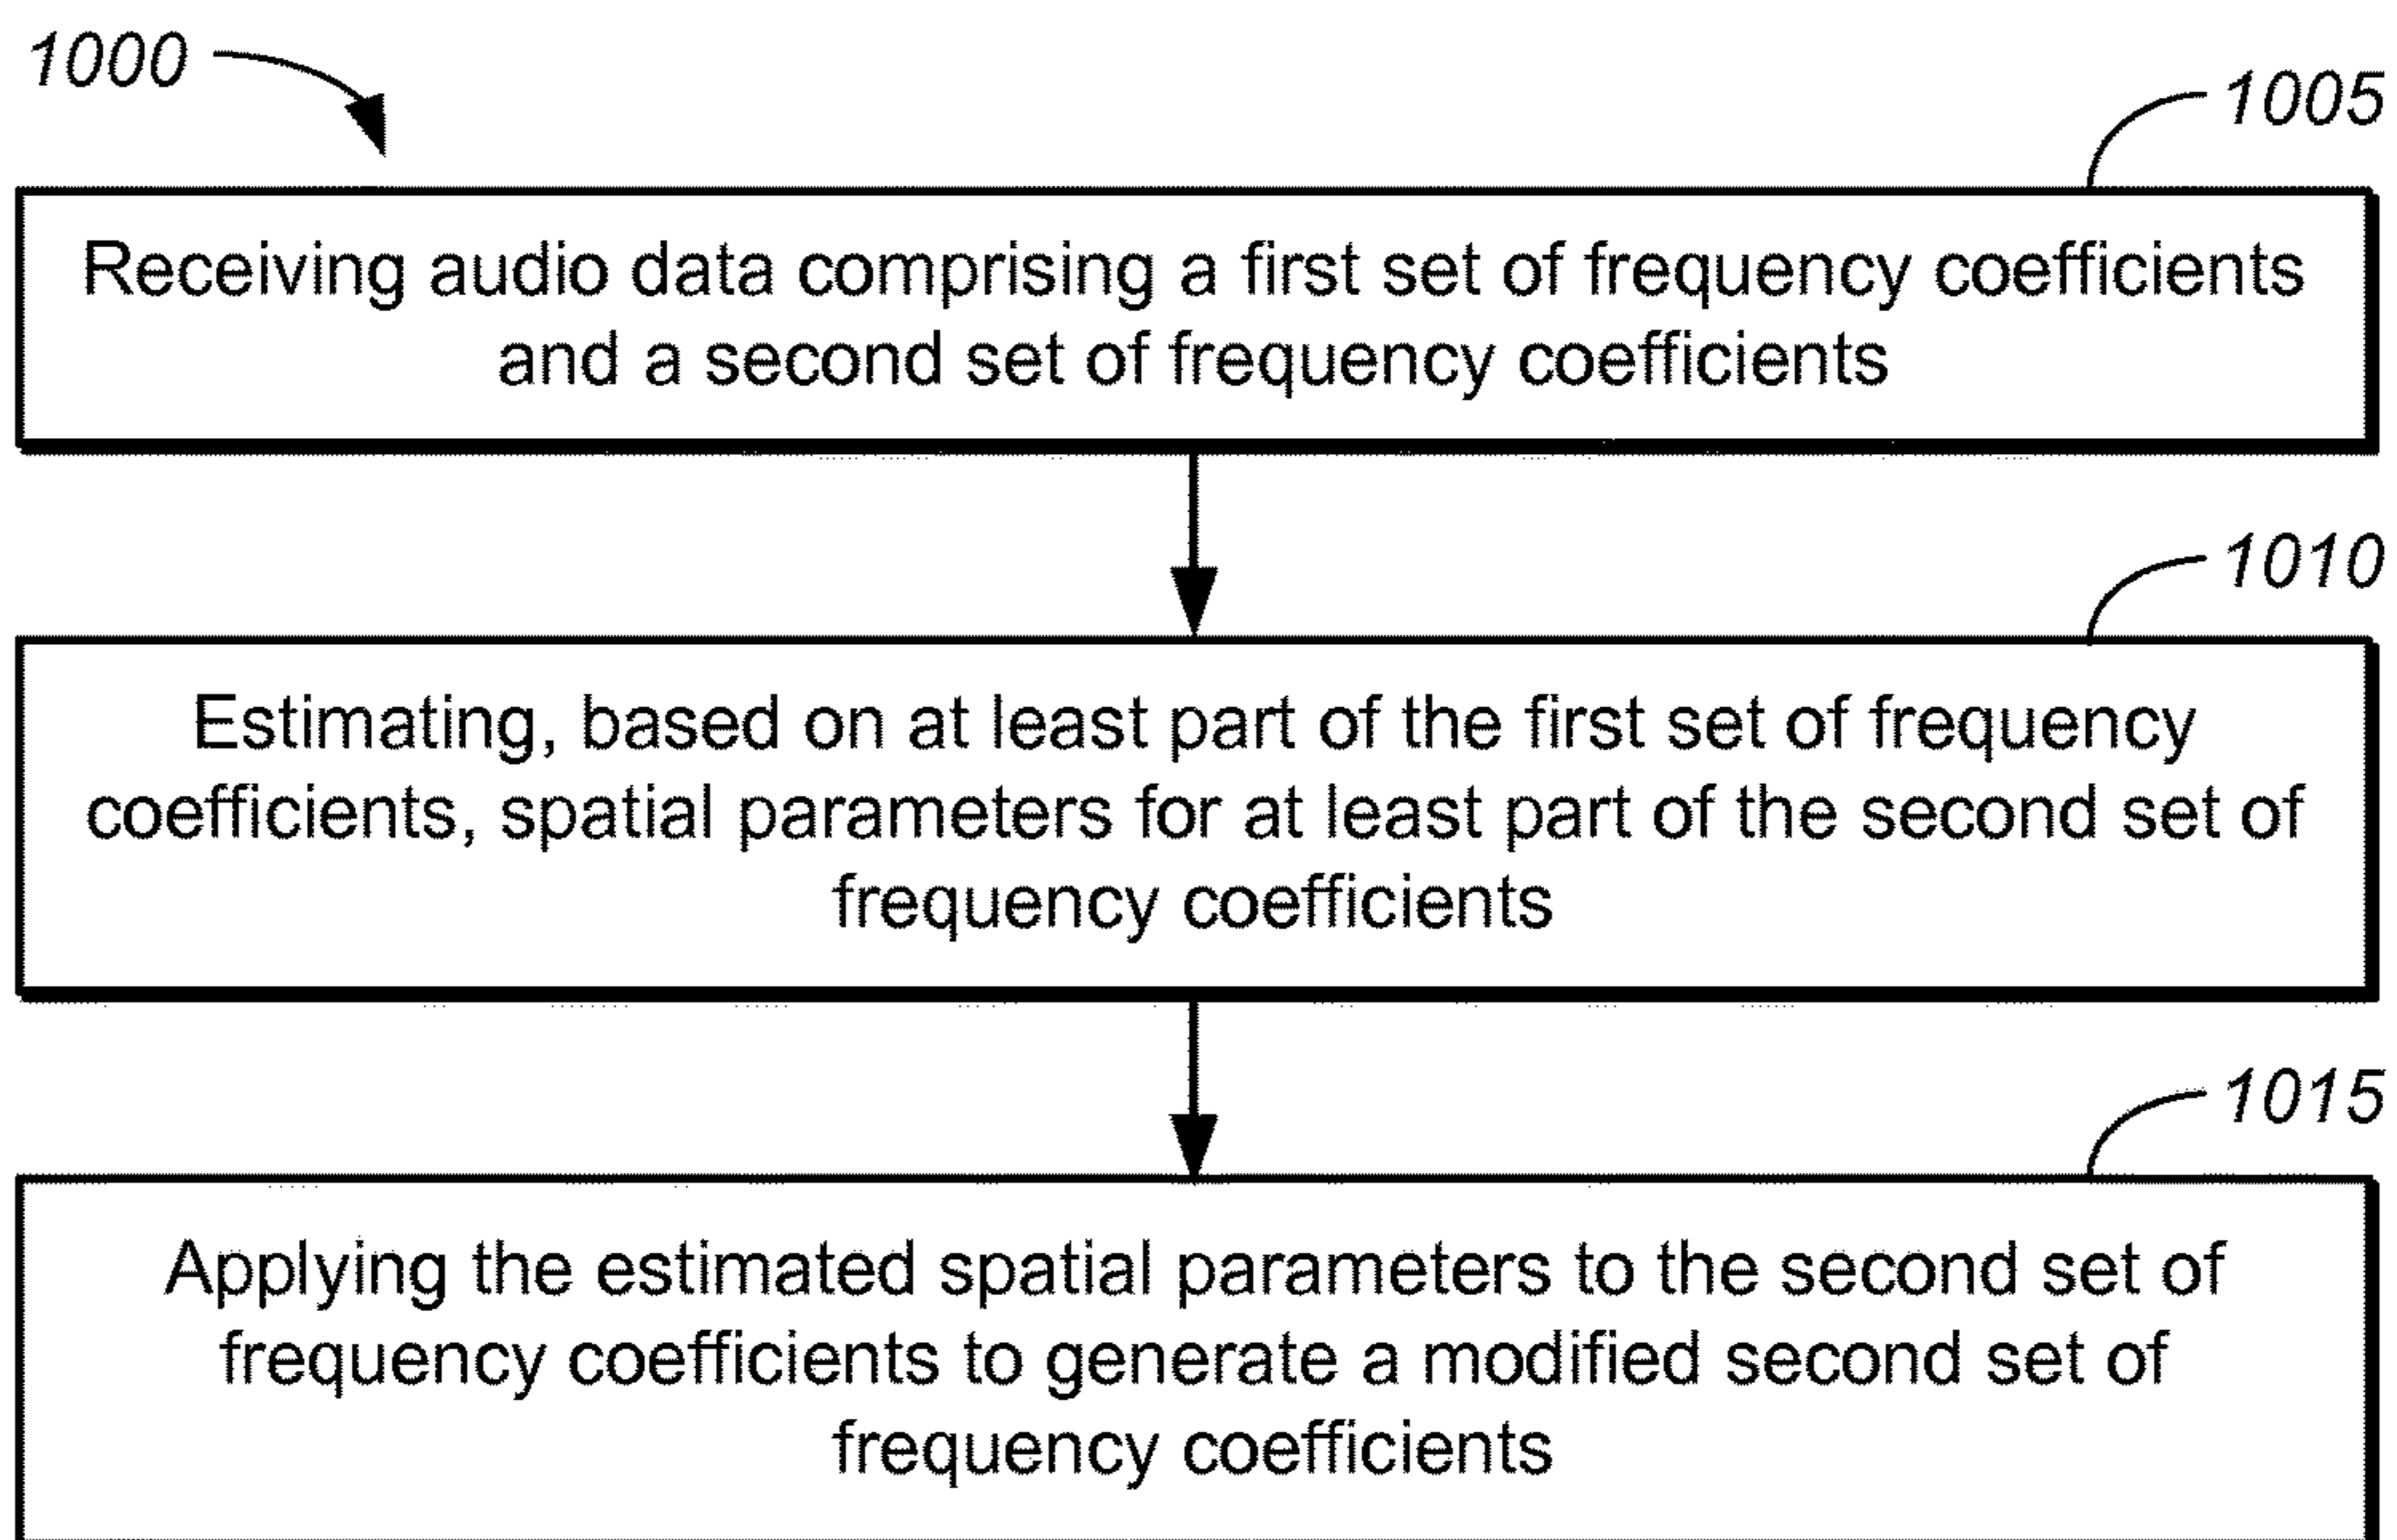 1000
1005
Receiving audio data comprising a first set of frequency coefficients
and a second set of frequency coefficients
1010
Estimating, based on at least part of the first set of frequency
coefficients, spatial parameters for at least part of the second set of
frequency coefficients
1015
Applying the estimated spatial parameters to the second set of
frequency coefficients to generate a modified second set of
frequency coefficients